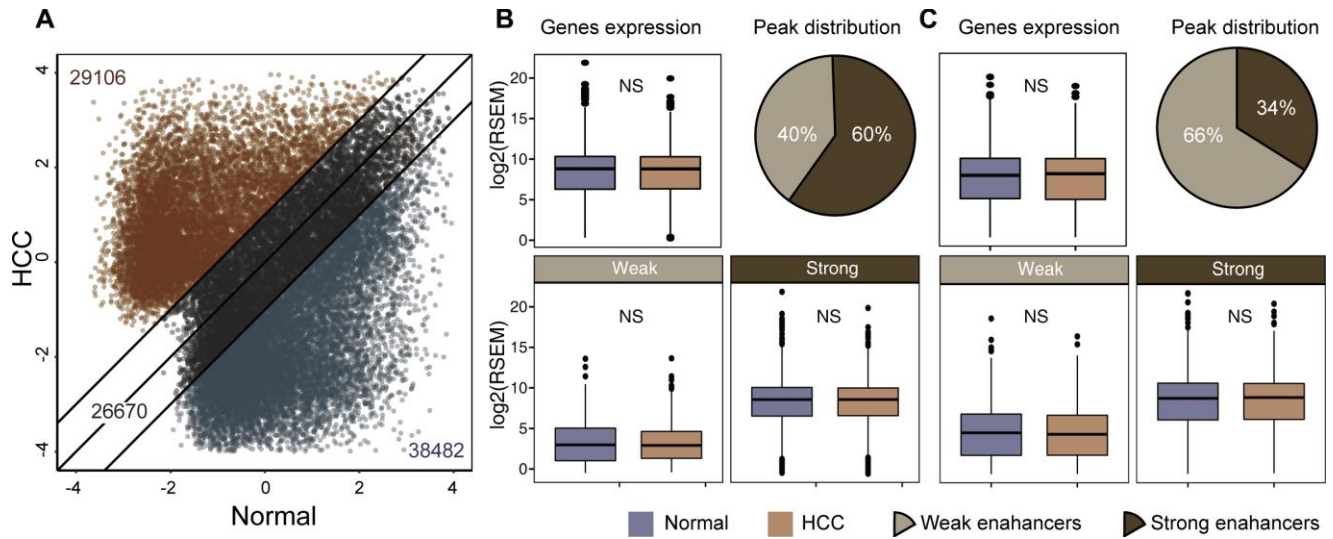 A
B
C
Genes expression
Peak distribution
Genes expression
Peak distribution
29106
26670
38482
HCC
4
2
0
-2
-4
-4
-2
0
2
4
Normal
log2(RSEM)
20
15
10
5
0
NS
40%
60%
NS
66%
34%
Weak
Strong
Weak
Strong
log2(RSEM)
20
15
10
5
0
NS
NS
NS
NS
Normal
HCC
Weak enahancers
Strong enahancers